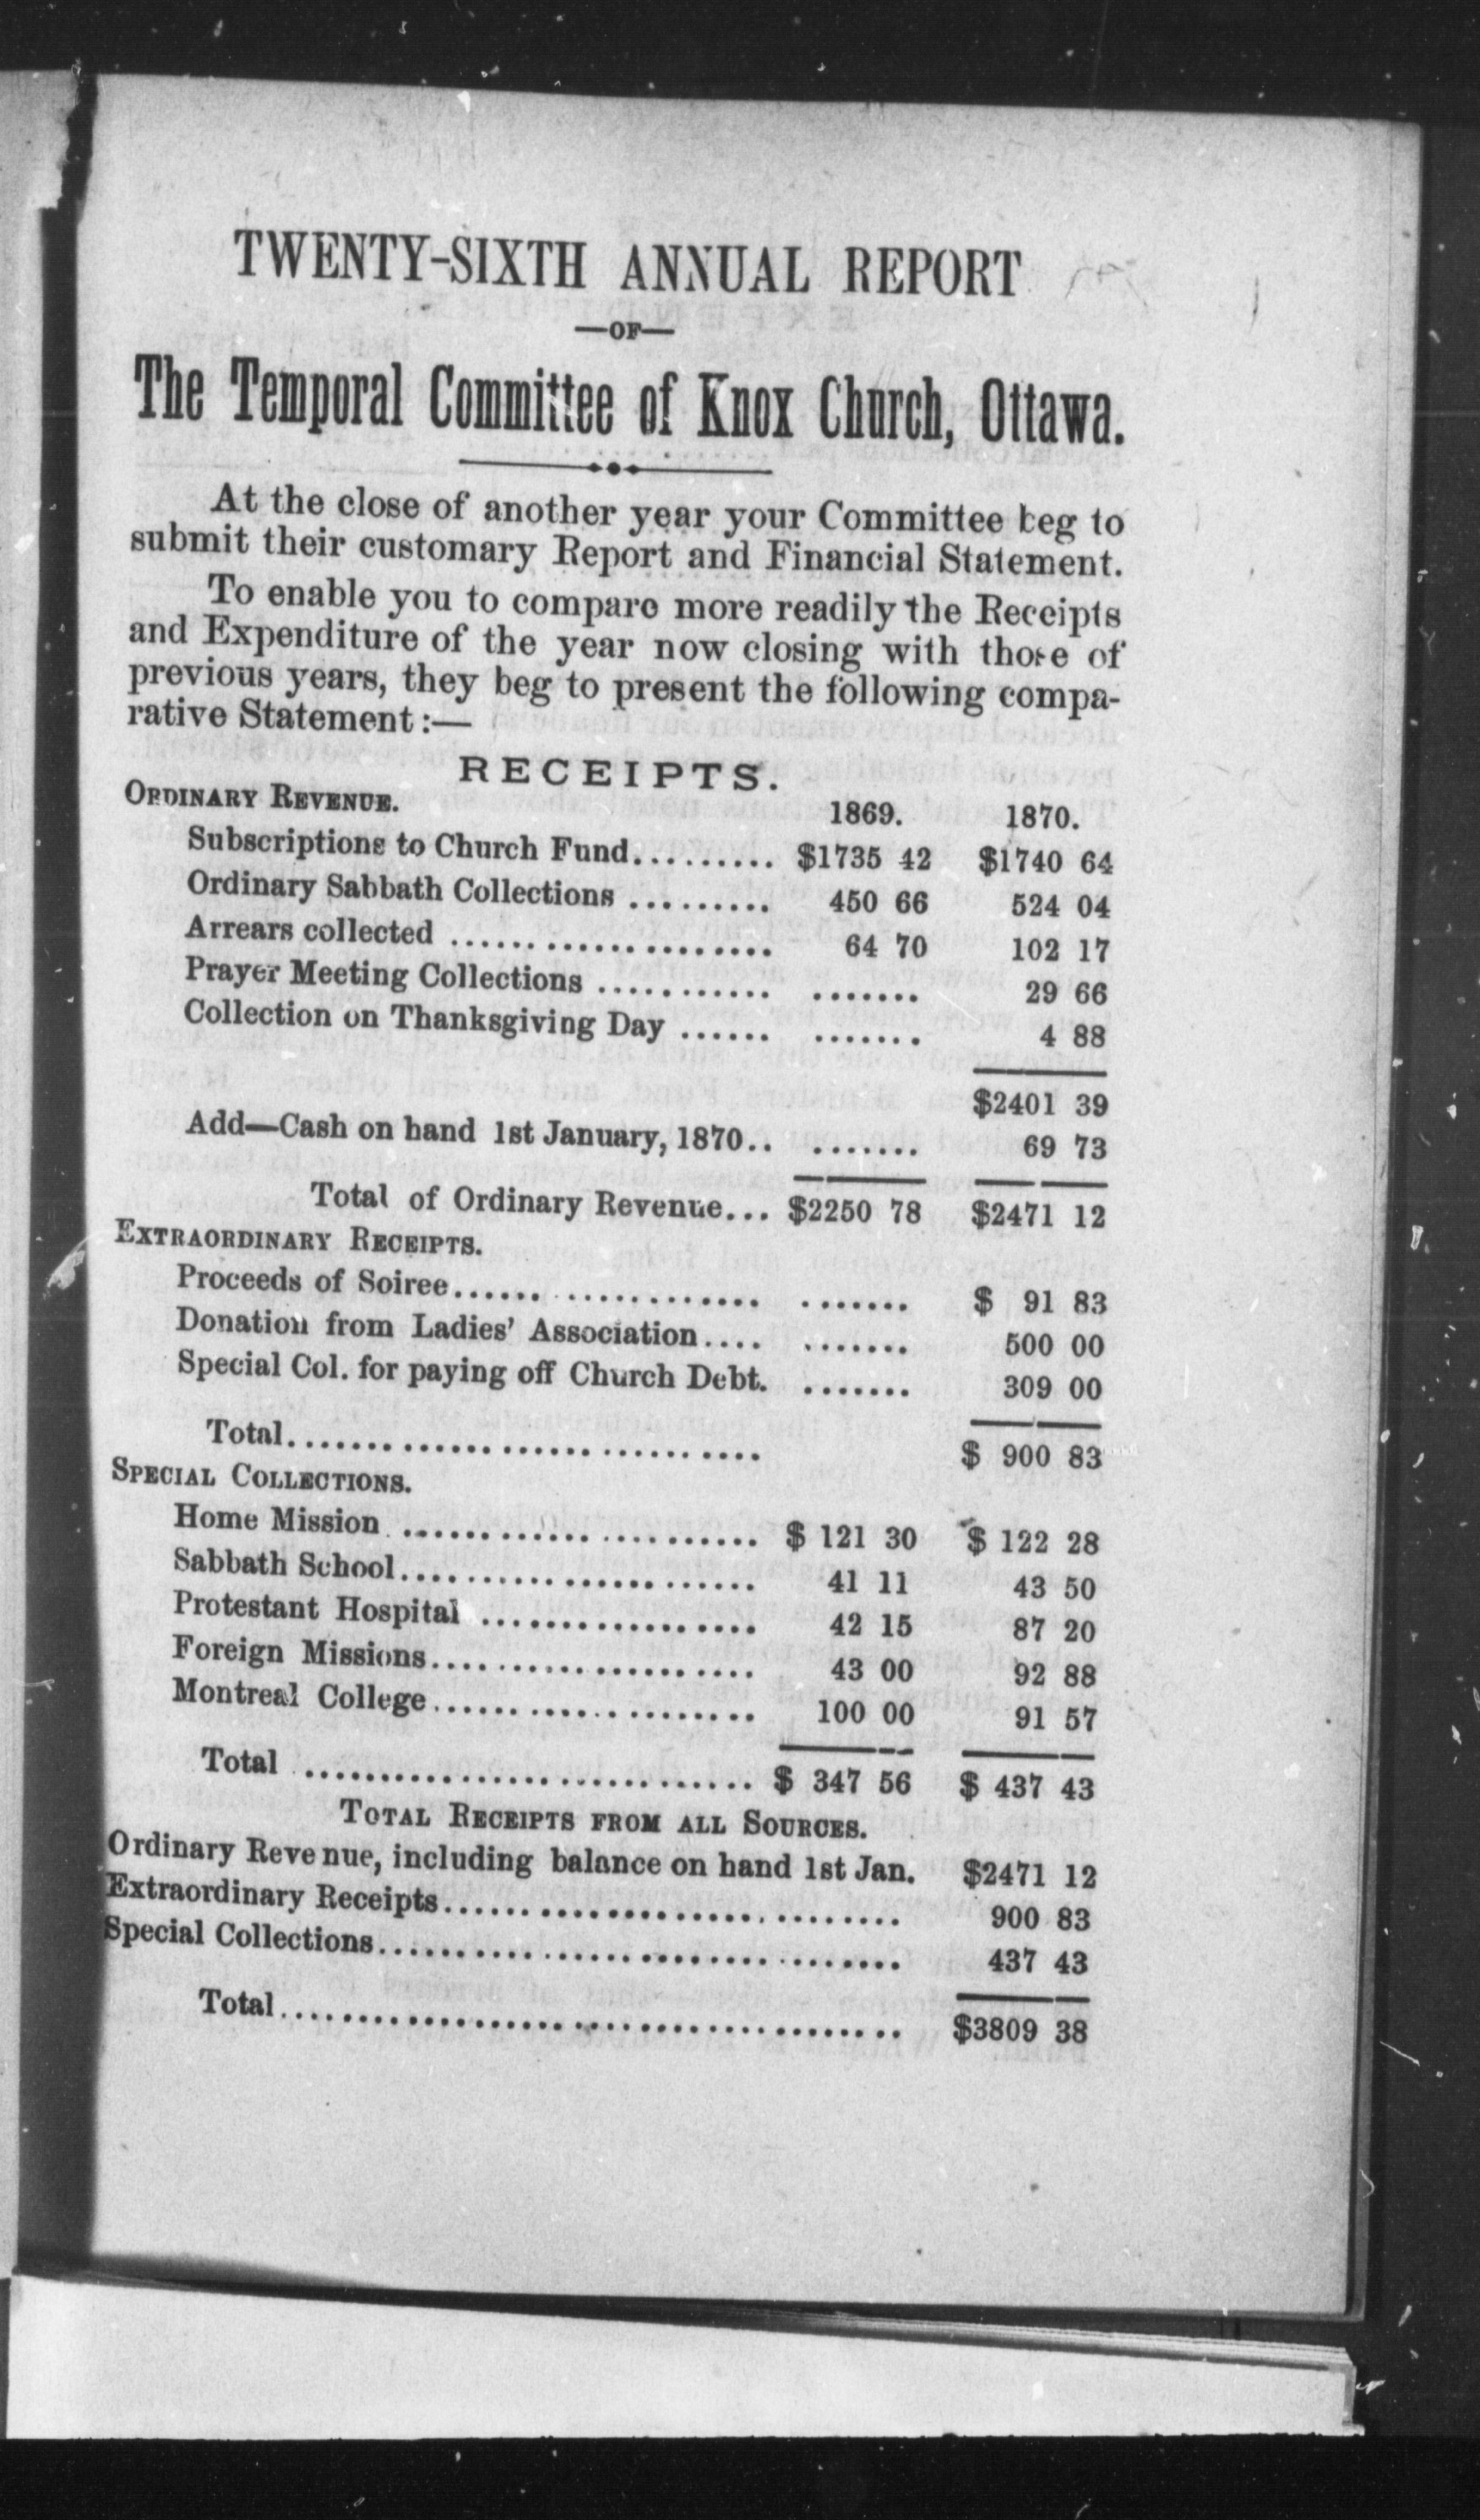 TWENTY-SIXTH ANNUAL REPORT
—OF—
The Temporal Committee of Knox Church, Ottawa.
At the close of another year your Committee beg to
submit their customary Report and Financial Statement.
To enable you to compare more readily the Receipts
and Expenditure of the year now closing with those of
previous years, they beg to present the following compa-
rative Statement :—
RECEIPTS.
ORDINARY REVENUE.
1869. 1870.
Subscriptions to Church Fund......... $1735 42 $1740 64
Ordinary Sabbath Collections ......... 450 66 524 04
Arrears collected ..................... 64 70 102 17
Prayer Meeting Collections ........... ....... 29 66
Collection on Thanksgiving Day ...... ....... 4 88
$2401 39
Add—Cash on hand 1st January, 1870.. ....... 69 73
Total of Ordinary Revenue... $2250 78 $2471 12
EXTRAORDINARY RECEIPTS.
Proceeds of Soiree................... ....... $ 91 83
Donation from Ladies' Association.... ....... 500 00
Special Col. for paying off Church Debt. ....... 309 00
Total.............................. $ 900 83
SPECIAL COLLECTIONS.
Home Mission ....................... $ 121 30 $ 122 28
Sabbath School....................... 41 11 43 50
Protestant Hospital .................. 42 15 87 20
Foreign Missions..................... 43 00 92 88
Montreal College..................... 100 00 91 57
Total ............................. $ 347 56 $ 437 43
TOTAL RECEIPTS FROM ALL SOURCES.
Ordinary Revenue, including balance on hand 1st Jan. $2471 12
Extraordinary Receipts.............................. 900 83
Special Collections.................................. 437 43
Total........................................ $3809 38